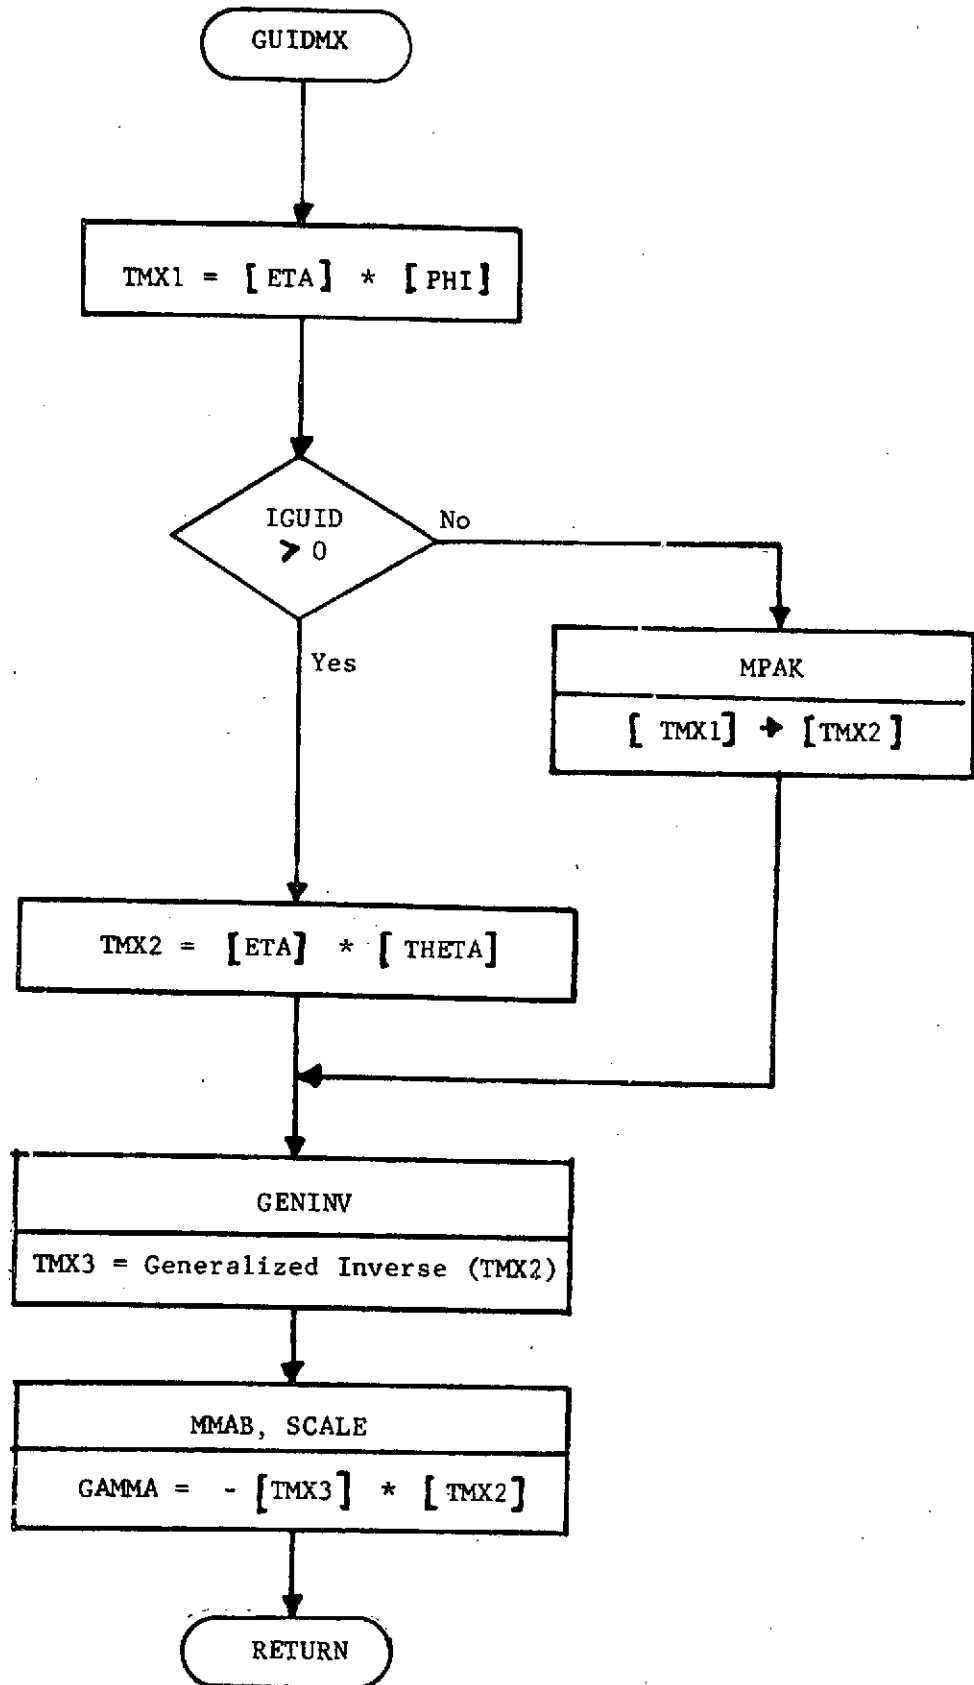 GUIDMX
TMX1 = [ETA] * [PHI]
IGUID
> 0
No
Yes
MPAK
[TMX1] → [TMX2]
TMX2 = [ETA] * [THETA]
GENINV
TMX3 = Generalized Inverse (TMX2)
MMAB, SCALE
GAMMA = - [TMX3] * [TMX2]
RETURN